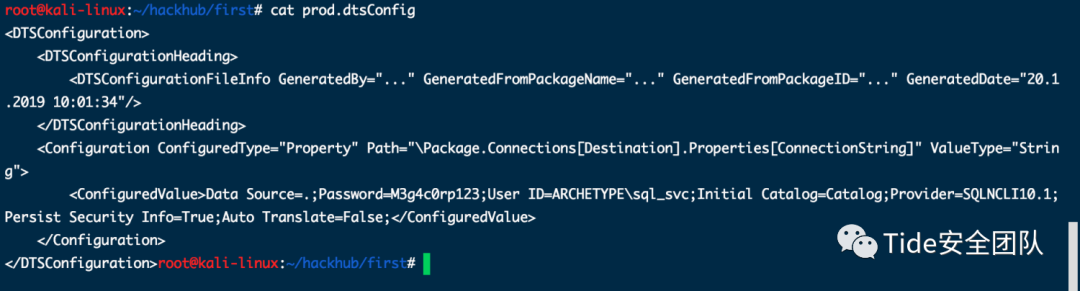 root@kali-linux:~/hackhub/first# cat prod.dtsConfig
<DTSConfiguration>
    <DTSConfigurationHeading>
        <DTSConfigurationFileInfo GeneratedBy="..." GeneratedFromPackageName="..." GeneratedFromPackageID="..." GeneratedDate="20.1
.2019 10:01:34"/>
    </DTSConfigurationHeading>
    <Configuration ConfiguredType="Property" Path="\Package.Connections[Destination].Properties[ConnectionString]" ValueType="Strin
g">
        <ConfiguredValue>Data Source=.;Password=M3g4c0rp123;User ID=ARCHETYPE\sql_svc;Initial Catalog=Catalog;Provider=SQLNCLI10.1;
Persist Security Info=True;Auto Translate=False;</ConfiguredValue>
    </Configuration>
</DTSConfiguration>root@kali-linux:~/hackhub/first#
Tide安全团队